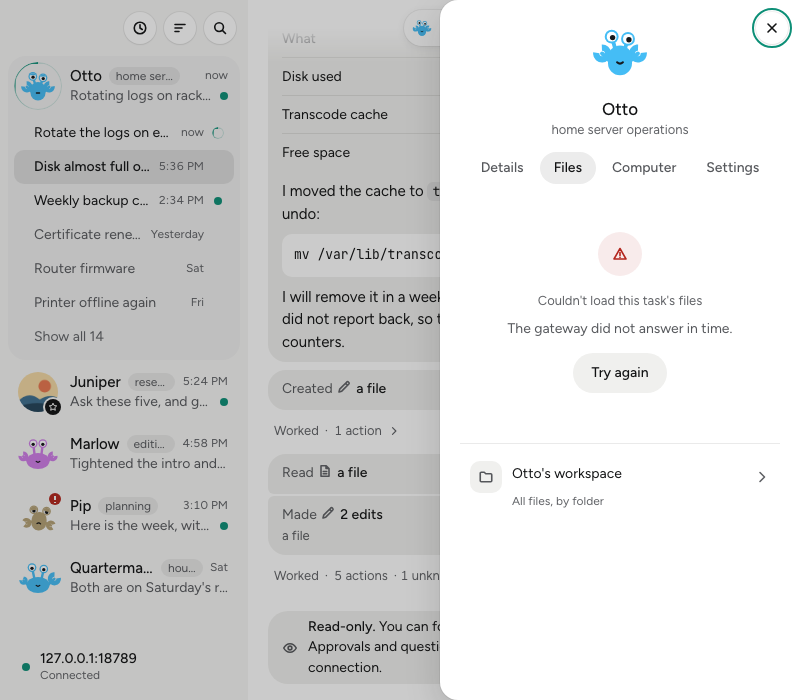 Otto
home ser...
now
Rotating logs on rack...
Rotate the logs on e...
now
Disk almost full o...
5:36 PM
Weekly backup c...
2:34 PM
Certificate rene...
Yesterday
Router firmware
Sat
Printer offline again
Fri
Show all 14
Juniper
rese...
5:24 PM
Ask these five, and g...
Marlow
editi...
4:58 PM
Tightened the intro and...
Pip
planning
3:10 PM
Here is the week, wit...
Quarterma...
hou...
Sat
Both are on Saturday's r...
127.0.0.1:18789
Connected
What
Disk used
Transcode cache
Free space
I moved the cache to
undo:
mv /var/lib/transco
I will remove it in a week
did not report back, so t
counters.
Created a file
Worked · 1 action
Read a file
Made 2 edits
a file
Worked · 5 actions · 1 unkn
Read-only. You can fo
Approvals and questi
connection.
Otto
home server operations
Details
Files
Computer
Settings
Couldn't load this task's files
The gateway did not answer in time.
Try again
Otto's workspace
All files, by folder